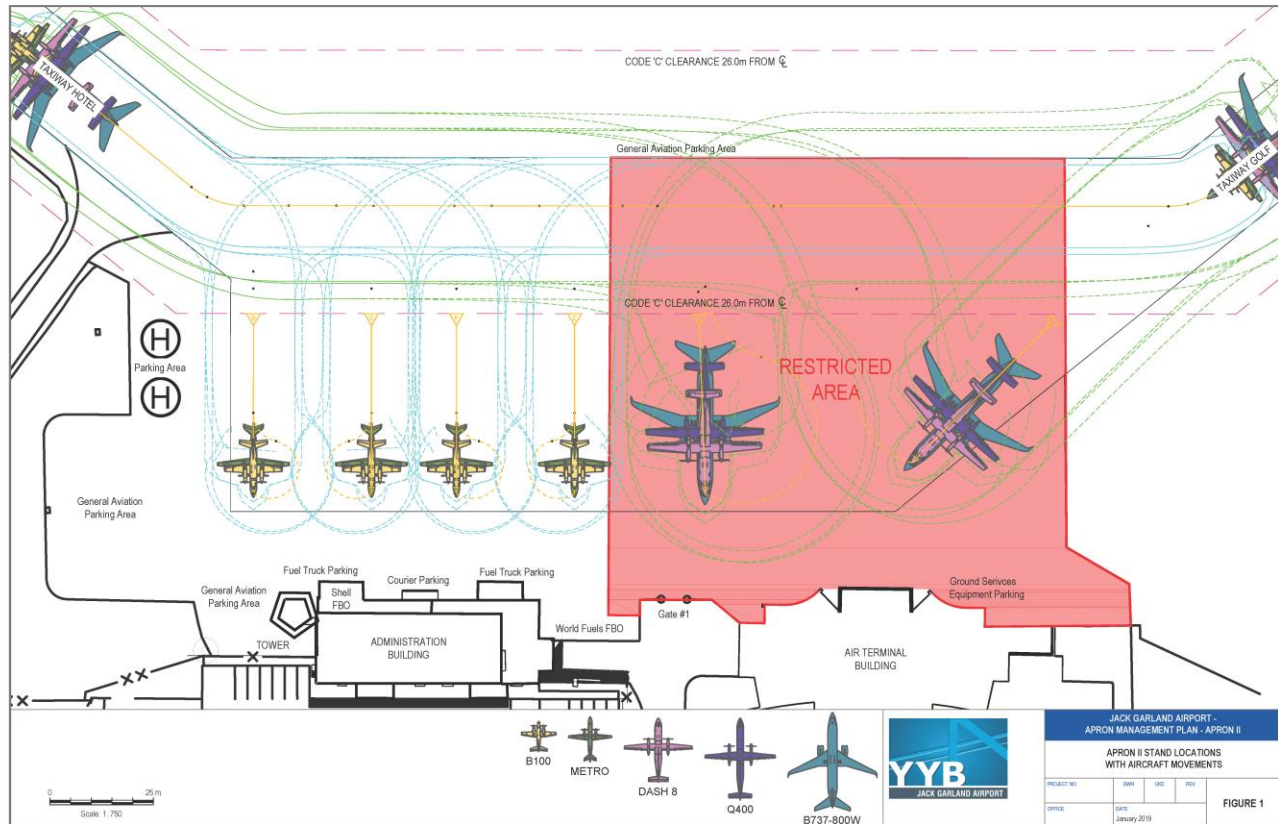 CODE 'C' CLEARANCE 26.0m FROM ℄
TAXIWAY HOTEL
General Aviation Parking Area
TAXIWAY GOLF
CODE 'C' CLEARANCE 26.0m FROM ℄
H
Parking Area
H
RESTRICTED
AREA
General Aviation
Parking Area
Fuel Truck Parking
Courier Parking
Fuel Truck Parking
General Aviation
Parking Area
Shell
FBO
Ground Serivces
Equipment Parking
Gate #1
World Fuels FBO
TOWER
ADMINISTRATION
BUILDING
AIR TERMINAL
BUILDING
B100
METRO
DASH 8
Q400
B737-800W
0 25 m
Scale: 1: 750
YYB
JACK GARLAND AIRPORT
JACK GARLAND AIRPORT -
APRON MANAGEMENT PLAN - APRON II
APRON II STAND LOCATIONS
WITH AIRCRAFT MOVEMENTS
PROJECT NO DWN CKD REV
OFFICE DATE
January 2019
FIGURE 1